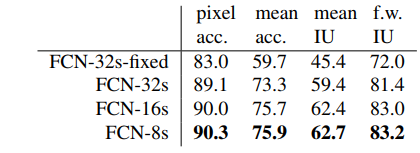 pixel mean mean f.w.
acc. acc. IU IU
FCN-32s-fixed 83.0 59.7 45.4 72.0
FCN-32s 89.1 73.3 59.4 81.4
FCN-16s 90.0 75.7 62.4 83.0
FCN-8s 90.3 75.9 62.7 83.2